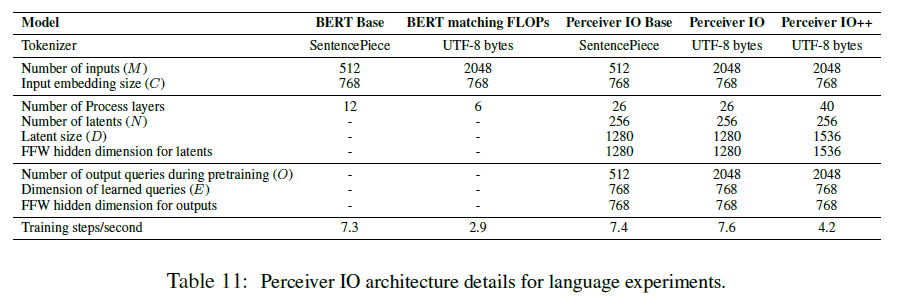 Model BERT Base BERT matching FLOPs Perceiver IO Base Perceiver IO Perceiver IO++
Tokenizer SentencePiece UTF-8 bytes SentencePiece UTF-8 bytes UTF-8 bytes
Number of inputs (M) 512 2048 512 2048 2048
Input embedding size (C) 768 768 768 768 768
Number of Process layers 12 6 26 26 40
Number of latents (N) - - 256 256 256
Latent size (D) - - 1280 1280 1536
FFW hidden dimension for latents - - 1280 1280 1536
Number of output queries during pretraining (O) - - 512 2048 2048
Dimension of learned queries (E) - - 768 768 768
FFW hidden dimension for outputs - - 768 768 768
Training steps/second 7.3 2.9 7.4 7.6 4.2
Table 11: Perceiver IO architecture details for language experiments.